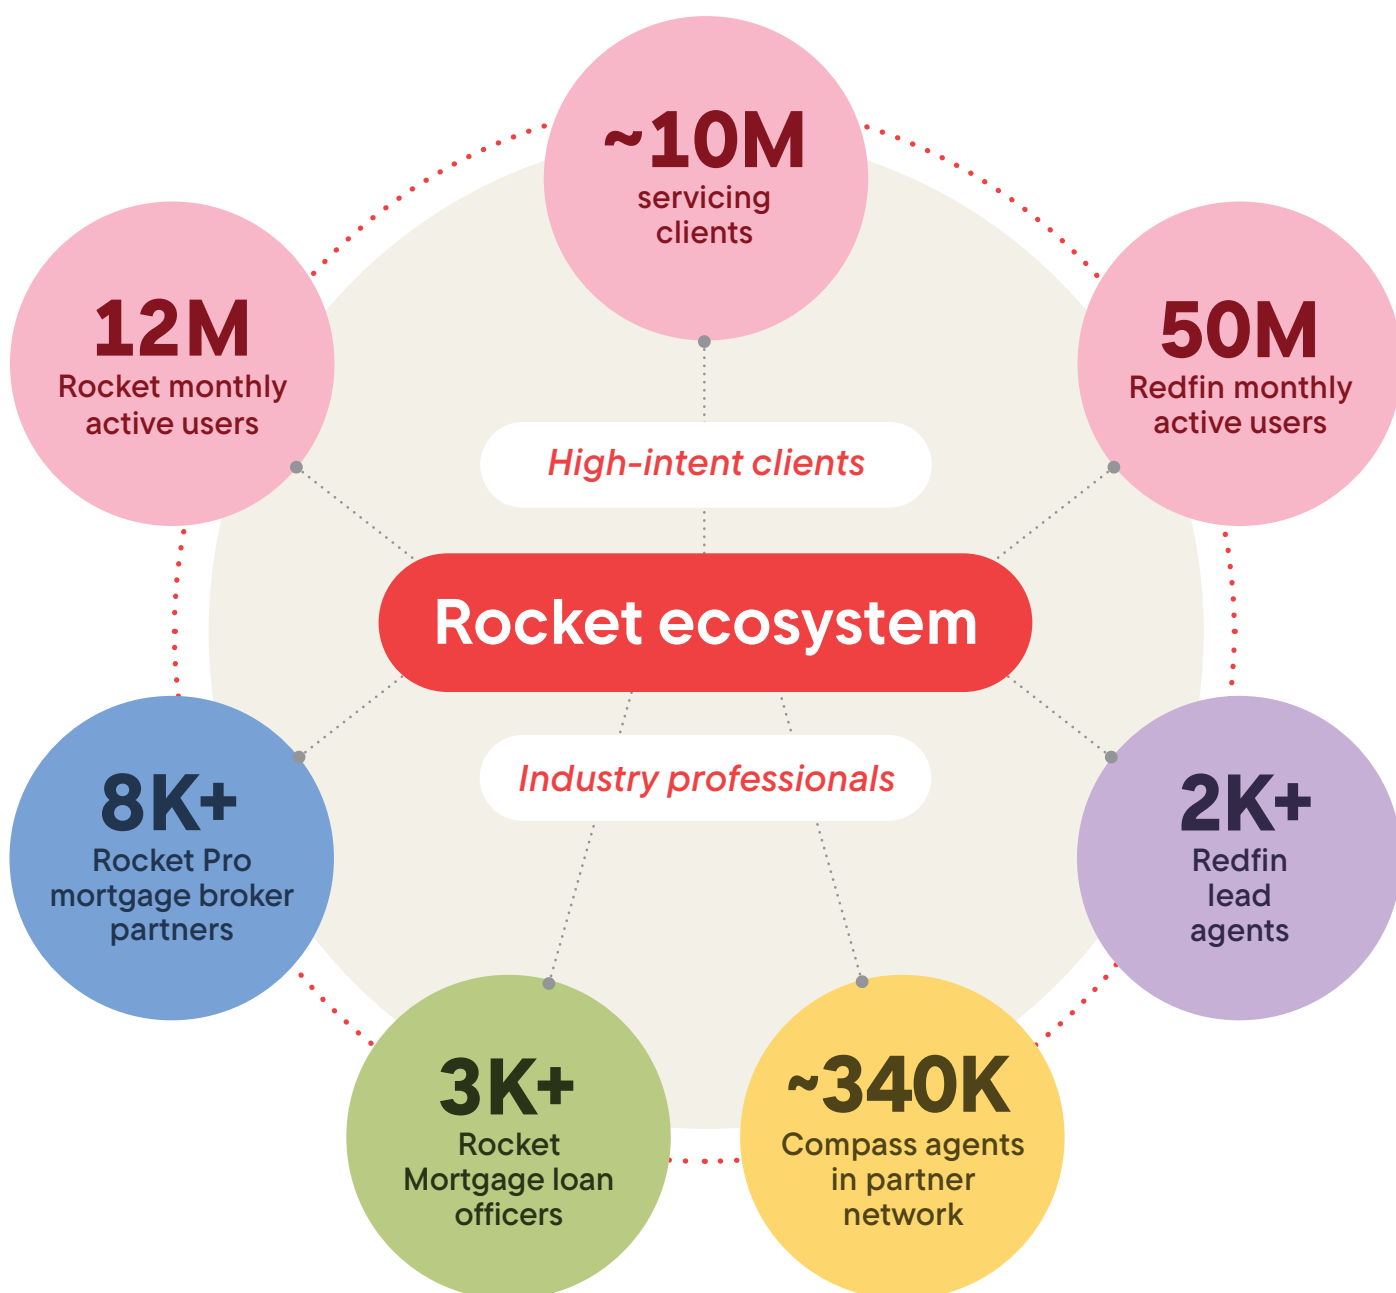 ~10M
servicing
clients
12M
Rocket monthly
active users
50M
Redfin monthly
active users
High-intent clients
Rocket ecosystem
Industry professionals
8K+
Rocket Pro
mortgage broker
partners
2K+
Redfin
lead
agents
3K+
Rocket
Mortgage loan
officers
~340K
Compass agents
in partner
network